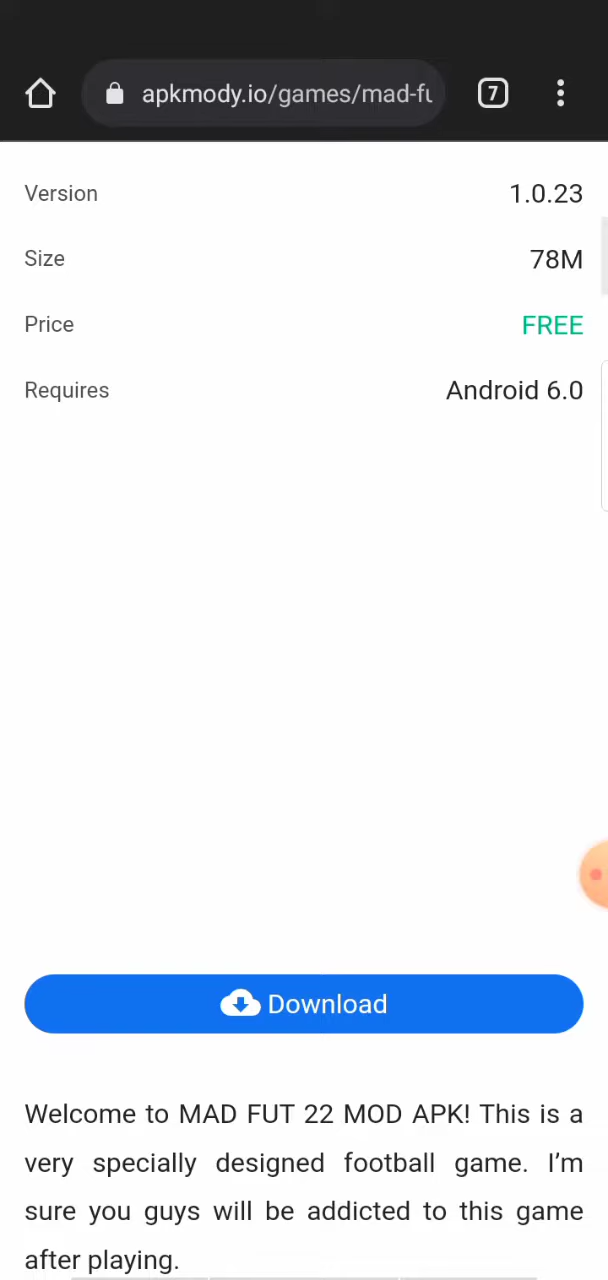 apkmody.io/games/mad-fu
7
Version 1.0.23
Size 78M
Price FREE
Requires Android 6.0
Download
Welcome to MAD FUT 22 MOD APK! This is a
very specially designed football game. I'm
sure you guys will be addicted to this game
after playing.